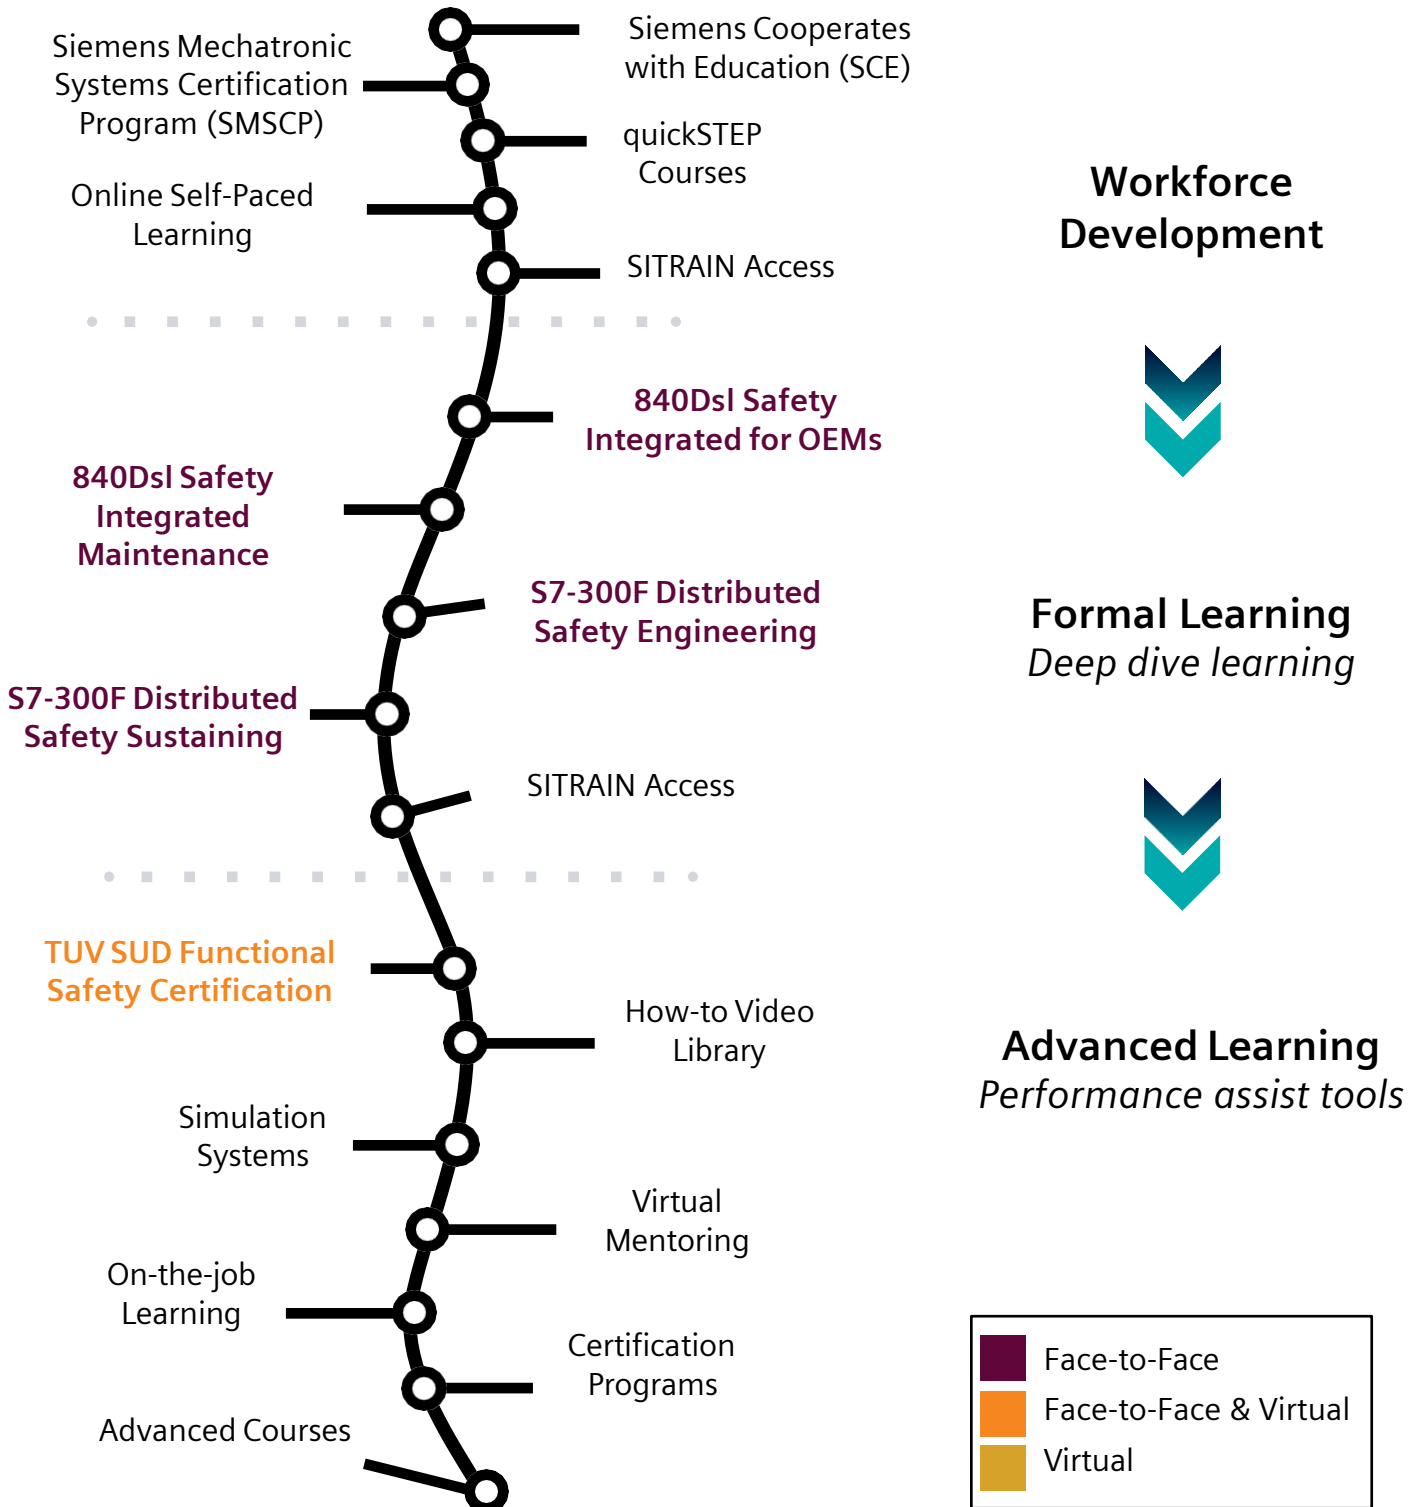 Siemens Cooperates
with Education (SCE)
Siemens Mechatronic
Systems Certification
Program (SMSCP)
quickSTEP
Courses
Online Self-Paced
Learning
SITRAIN Access
Workforce
Development
840Dsl Safety
Integrated for OEMs
840Dsl Safety
Integrated
Maintenance
S7-300F Distributed
Safety Engineering
S7-300F Distributed
Safety Sustaining
SITRAIN Access
Formal Learning
Deep dive learning
TUV SUD Functional
Safety Certification
How-to Video
Library
Simulation
Systems
Virtual
Mentoring
On-the-job
Learning
Certification
Programs
Advanced Courses
Advanced Learning
Performance assist tools
Face-to-Face
Face-to-Face & Virtual
Virtual